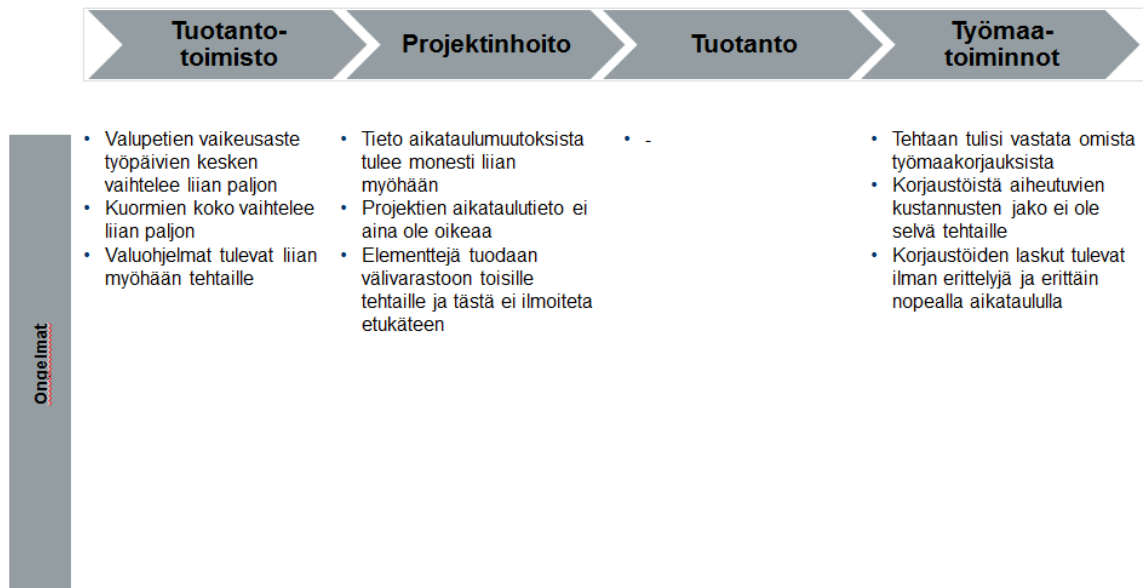 Tuotanto-
toimisto
Projektinhoito
Tuotanto
Työmaa-
toiminnot
Ongelmat
• Valupetien vaikeusaste
työpäivien kesken
vaihtelee liian paljon
• Kuormien koko vaihtelee
liian paljon
• Valuohjelmat tulevat liian
myöhään tehtaille
• Tieto aikataulumuutoksista
tulee monesti liian
myöhään
• Projektien aikataulutieto ei
aina ole oikeaa
• Elementtejä tuodaan
välivarastoon toisille
tehtaille ja tästä ei ilmoiteta
etukäteen
• -
• Tehtaan tulisi vastata omista
työmaakorjauksista
• Korjaustöistä aiheutuvien
kustannusten jako ei ole
selvä tehtaille
• Korjaustöiden laskut tulevat
ilman erittelyjä ja erittäin
nopealla aikataululla